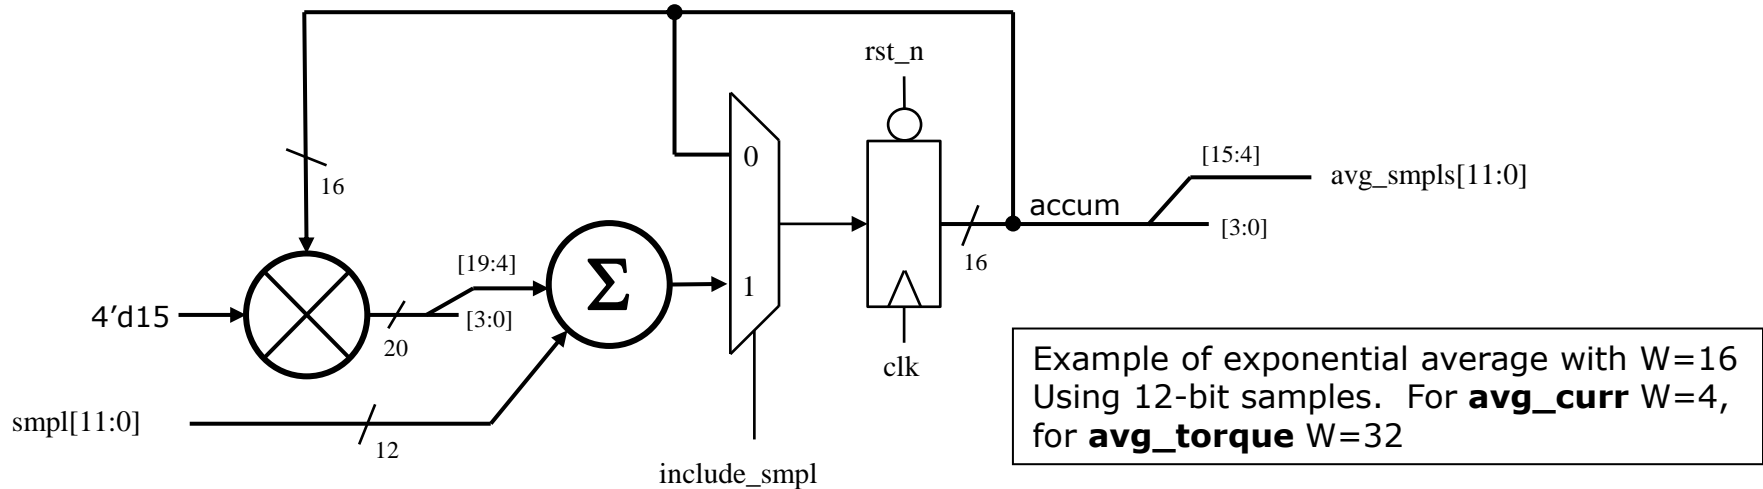 rst_n
0
[15:4]
avg_smpls[11:0]
16
accum
[3:0]
16
[19:4]
Σ
1
4’d15
[3:0]
20
clk
smpl[11:0]
12
include_smpl
Example of exponential average with W=16
Using 12-bit samples.  For avg_curr W=4,
for avg_torque W=32